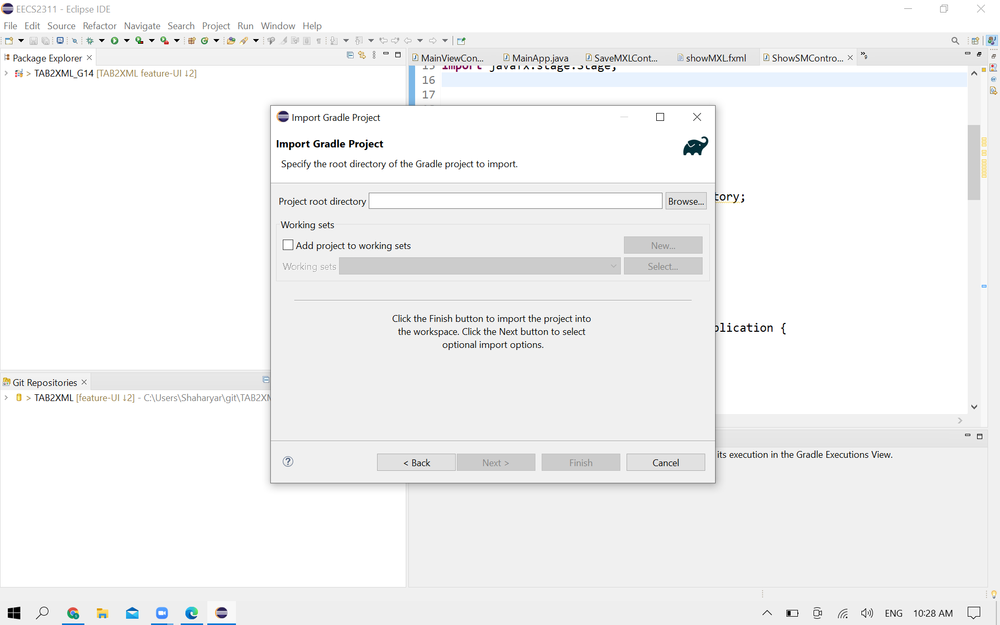 EECS2311 - Eclipse IDE
File Edit Source Refactor Navigate Search Project Run Window Help
Package Explorer
> TAB2XML_G14 [TAB2XML feature-UI ↓2]
MainViewCon...
MainApp.java
SaveMXLCont...
showMXL.fxml
ShowSMContro...
»9
15 import javafx.stage.Stage;
16
17
tory;
plication {
Import Gradle Project
Import Gradle Project
Specify the root directory of the Gradle project to import.
Project root directory
Browse...
Working sets
Add project to working sets
New...
Working sets
Select...
Click the Finish button to import the project into
the workspace. Click the Next button to select
optional import options.
< Back
Next >
Finish
Cancel
Git Repositories
> TAB2XML [feature-UI ↓2] - C:\Users\Shaharyar\git\TAB2XM
its execution in the Gradle Executions View.
ENG
10:28 AM